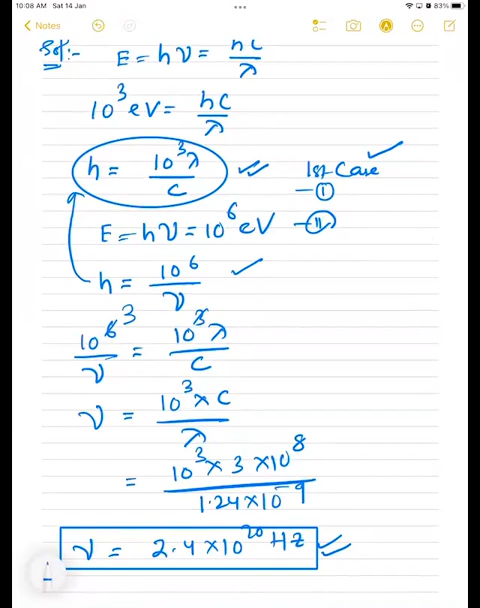 10:08 AM Sat 14 Jan 83%
Notes
Sol:- E = hν = hc/λ
10³ eV = hc/λ
h = 10³λ/c 1st Case —(I)
E = hν = 10⁶ eV —(II)
h = 10⁶/ν
10⁶ ³/ν = 10³λ/c
ν = 10³ × c/λ
= 10³ × 3 × 10⁸/1.24 × 10⁻⁹
ν = 2.4 × 10²⁰ HZ